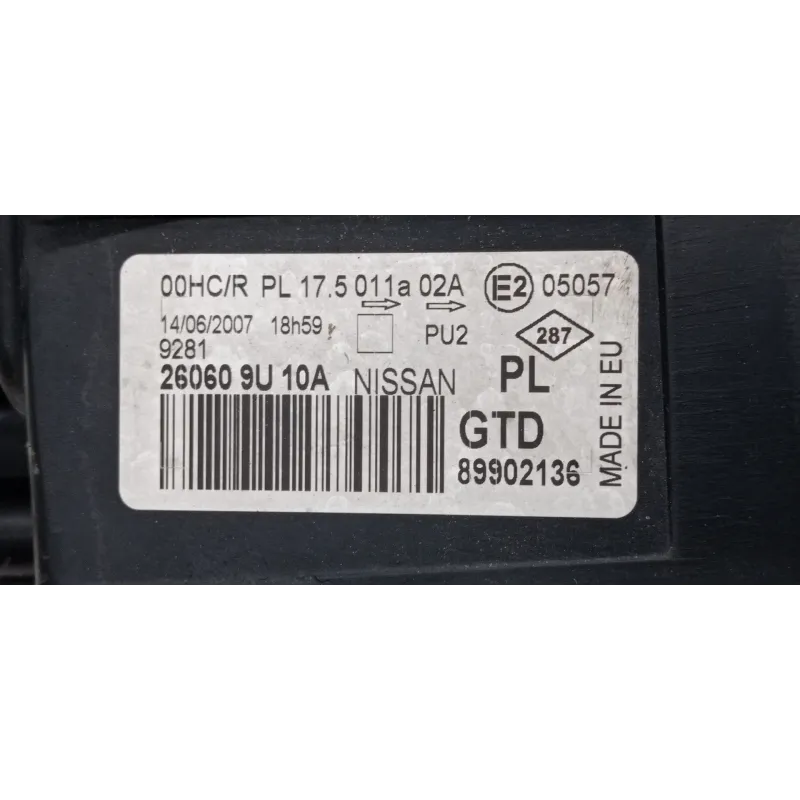 00HC/R PL 17.5 011a 02A E2 05057
14/06/2007 18h59 PU2 287
9281
26060 9U 10A NISSAN PL
GTD
89902136
MADE IN EU